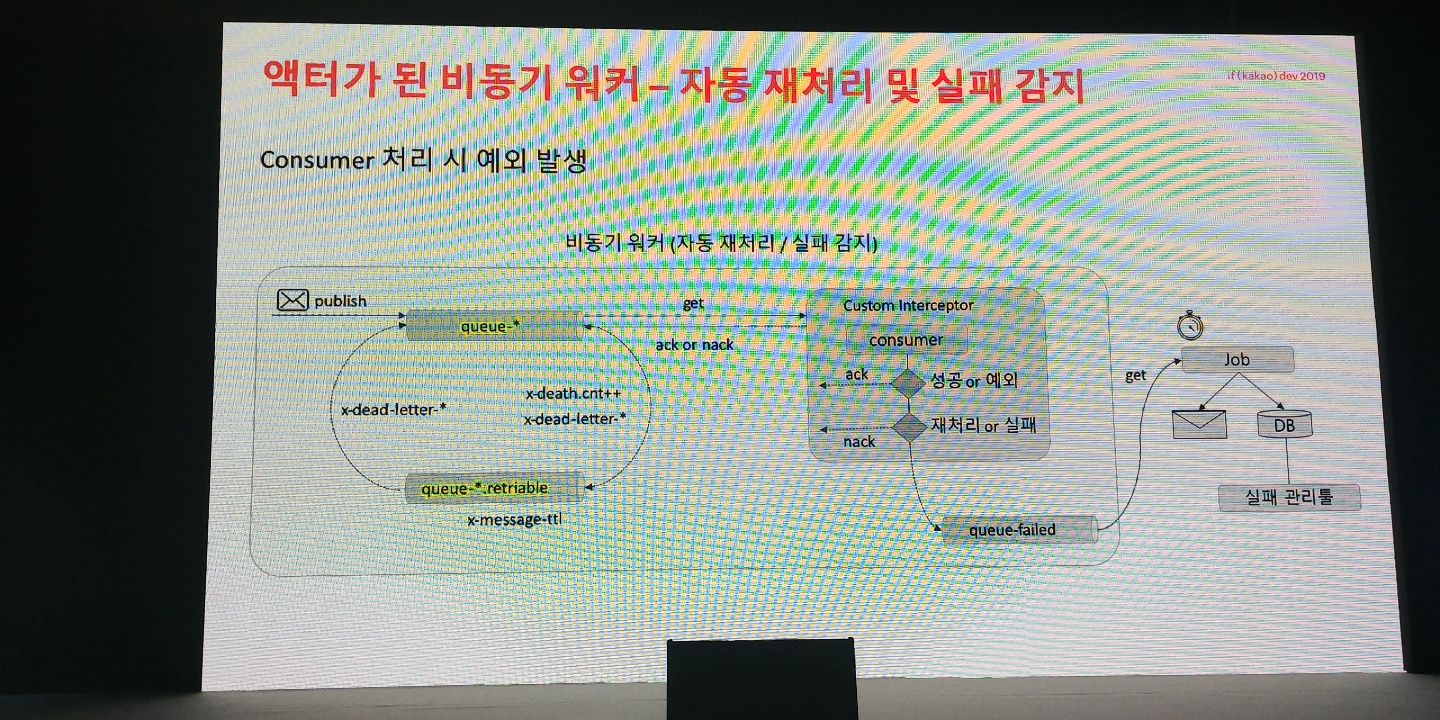 액터가 된 비동기 워커 – 자동 재처리 및 실패 감지
if(kakao)dev 2019
Consumer 처리 시 예외 발생
비동기 워커 (자동 재처리 / 실패 감지)
publish
queue-*
get
ack or nack
x-dead-letter-*
x-death.cnt++
x-dead-letter-*
queue-*.retriable
x-message-ttl
Custom Interceptor
consumer
ack
성공 or 예외
재처리 or 실패
nack
queue-failed
get
Job
DB
실패 관리툴